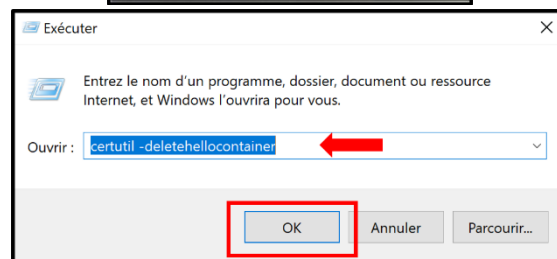 Exécuter
Entrez le nom d'un programme, dossier, document ou ressource
Internet, et Windows l'ouvrira pour vous.
Ouvrir : certutil -deletehellocontainer
OK Annuler Parcourir...